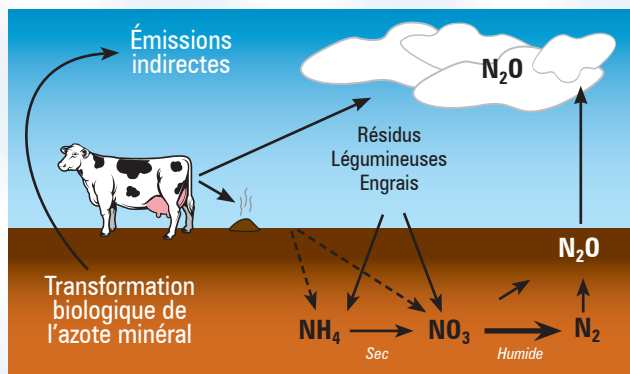 Émissions
indirectes
N₂O
Résidus
Légumineuses
Engrais
N₂O
Transformation
biologique de
l'azote minéral
NH₄
Sec
NO₃
Humide
N₂